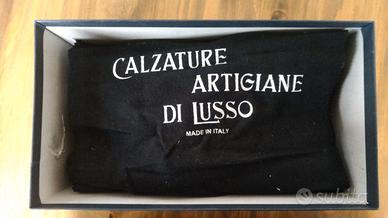 CALZATURE
ARTIGIANE
DI LUSSO
MADE IN ITALY
subito